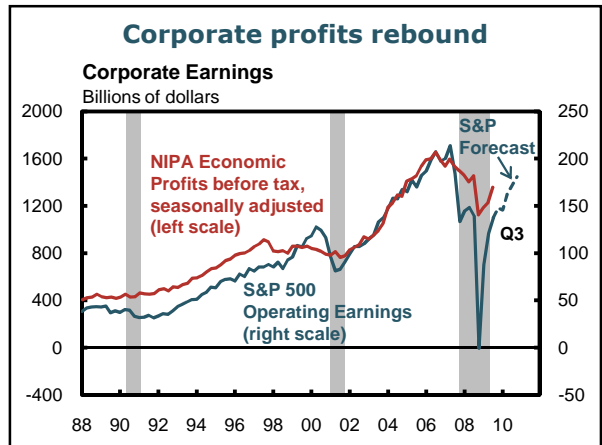 Corporate profits rebound
Corporate Earnings
Billions of dollars
2000
1600
1200
800
400
0
-400
250
200
150
100
50
0
-50
S&P
Forecast
NIPA Economic
Profits before tax,
seasonally adjusted
(left scale)
Q3
S&P 500
Operating Earnings
(right scale)
88 90 92 94 96 98 00 02 04 06 08 10